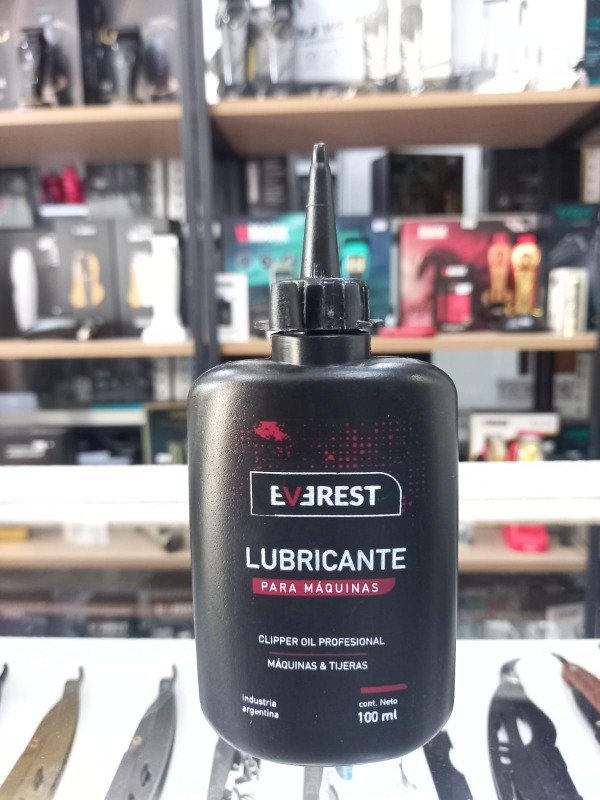 EVEREST
LUBRICANTE
PARA MÁQUINAS
CLIPPER OIL PROFESIONAL
MÁQUINAS & TIJERAS
industria
argentina
cont. Neto
100 ml